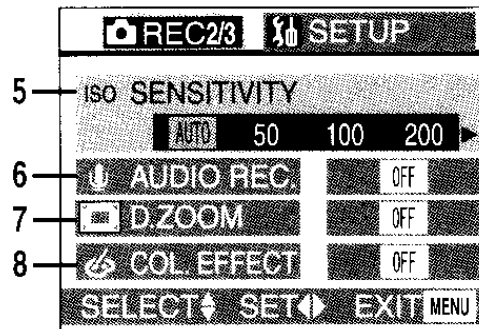 REC2/3 SETUP
5 ISO SENSITIVITY
AUTO 50 100 200
6 AUDIO REC. OFF
7 D.ZOOM OFF
8 COL. EFFECT OFF
SELECT SET EXIT MENU